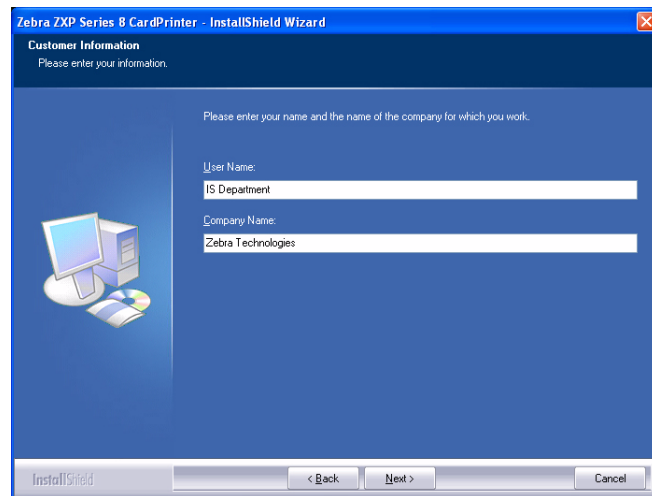 Zebra ZXP Series 8 CardPrinter - InstallShield Wizard
Customer Information
Please enter your information.
Please enter your name and the name of the company for which you work.
User Name:
IS Department
Company Name:
Zebra Technologies
InstallShield
< Back Next > Cancel